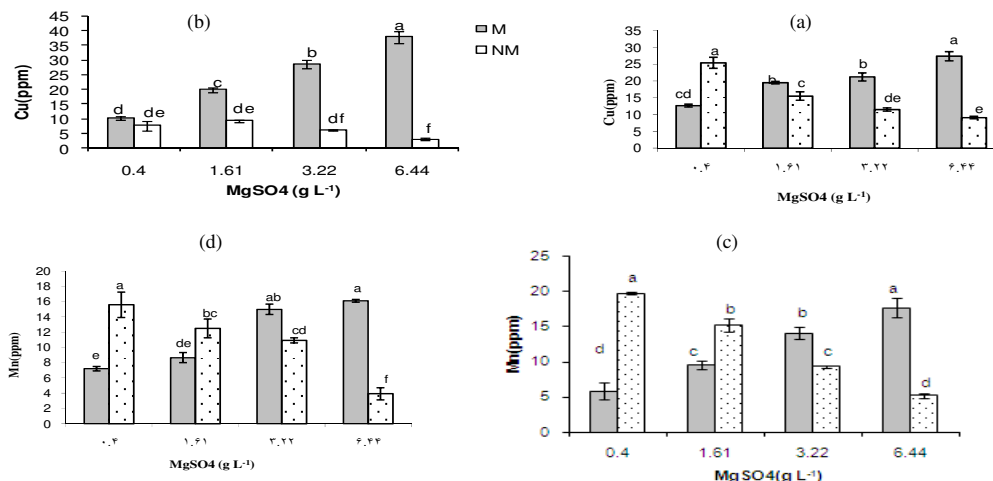 (b)
Cu(ppm)
45
40
35
30
25
20
15
10
5
0
d de c de b df a f
0.4 1.61 3.22 6.44
MgSO4 (g L-1)
M
NM
(a)
Cu(ppm)
35
30
25
20
15
10
5
0
cd a b c b de a e
۰.۴ ۱.۶۱ ۳.۲۲ ۶.۴۴
MgSO4 (g L-1)
(d)
Mn(ppm)
20
18
16
14
12
10
8
6
4
2
0
e a de bc ab cd a f
۰.۴ ۱.۶۱ ۳.۲۲ ۶.۴۴
MgSO4 (g L-1)
(c)
Mn(ppm)
25
20
15
10
5
0
d a c b b c a d
0.4 1.61 3.22 6.44
MgSO4(g L-1)